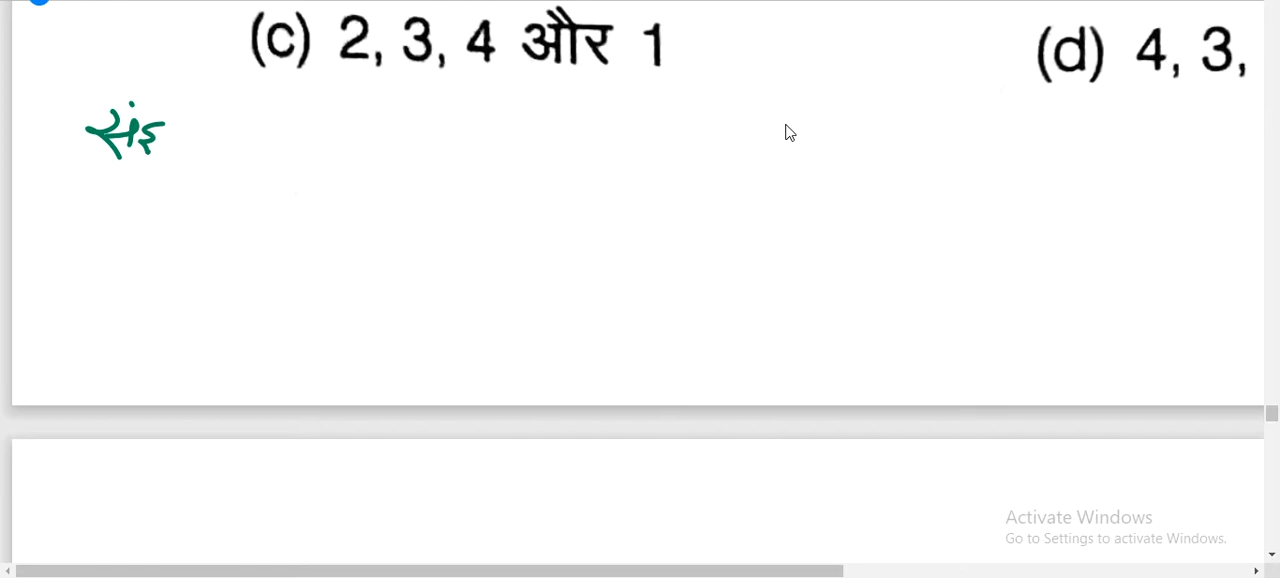 (c) 2, 3, 4 और 1
(d) 4, 3,
Activate Windows
Go to Settings to activate Windows.